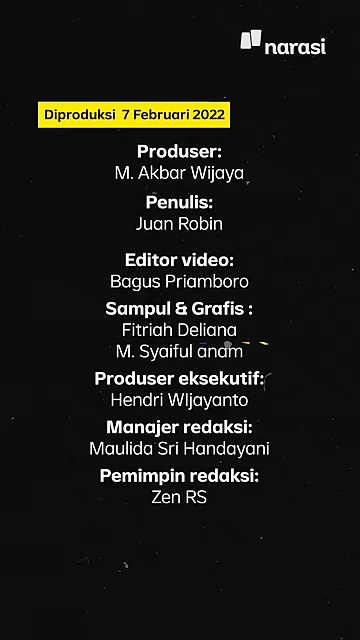 narasi
Diproduksi 7 Februari 2022
Produser:
M. Akbar Wijaya
Penulis:
Juan Robin
Editor video:
Bagus Priamboro
Sampul & Grafis :
Fitriah Deliana
M. Syaiful anam
Produser eksekutif:
Hendri WIjayanto
Manajer redaksi:
Maulida Sri Handayani
Pemimpin redaksi:
Zen RS